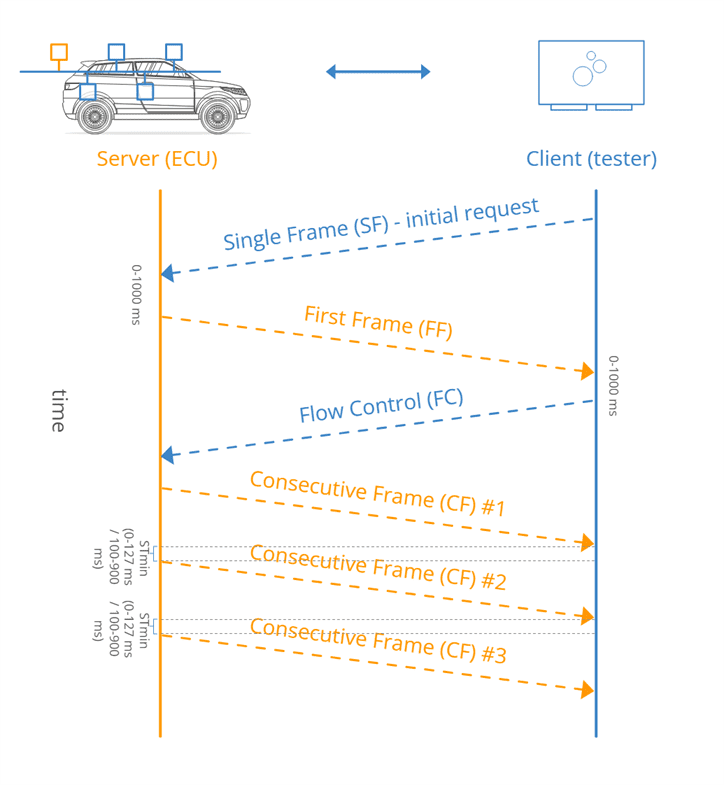 Server (ECU)
Client (tester)
Single Frame (SF) - initial request
0-1000 ms
First Frame (FF)
0-1000 ms
time
Flow Control (FC)
Consecutive Frame (CF) #1
STmin
(0-127 ms
/ 100-900
ms)
Consecutive Frame (CF) #2
STmin
(0-127 ms
/ 100-900
ms)
Consecutive Frame (CF) #3